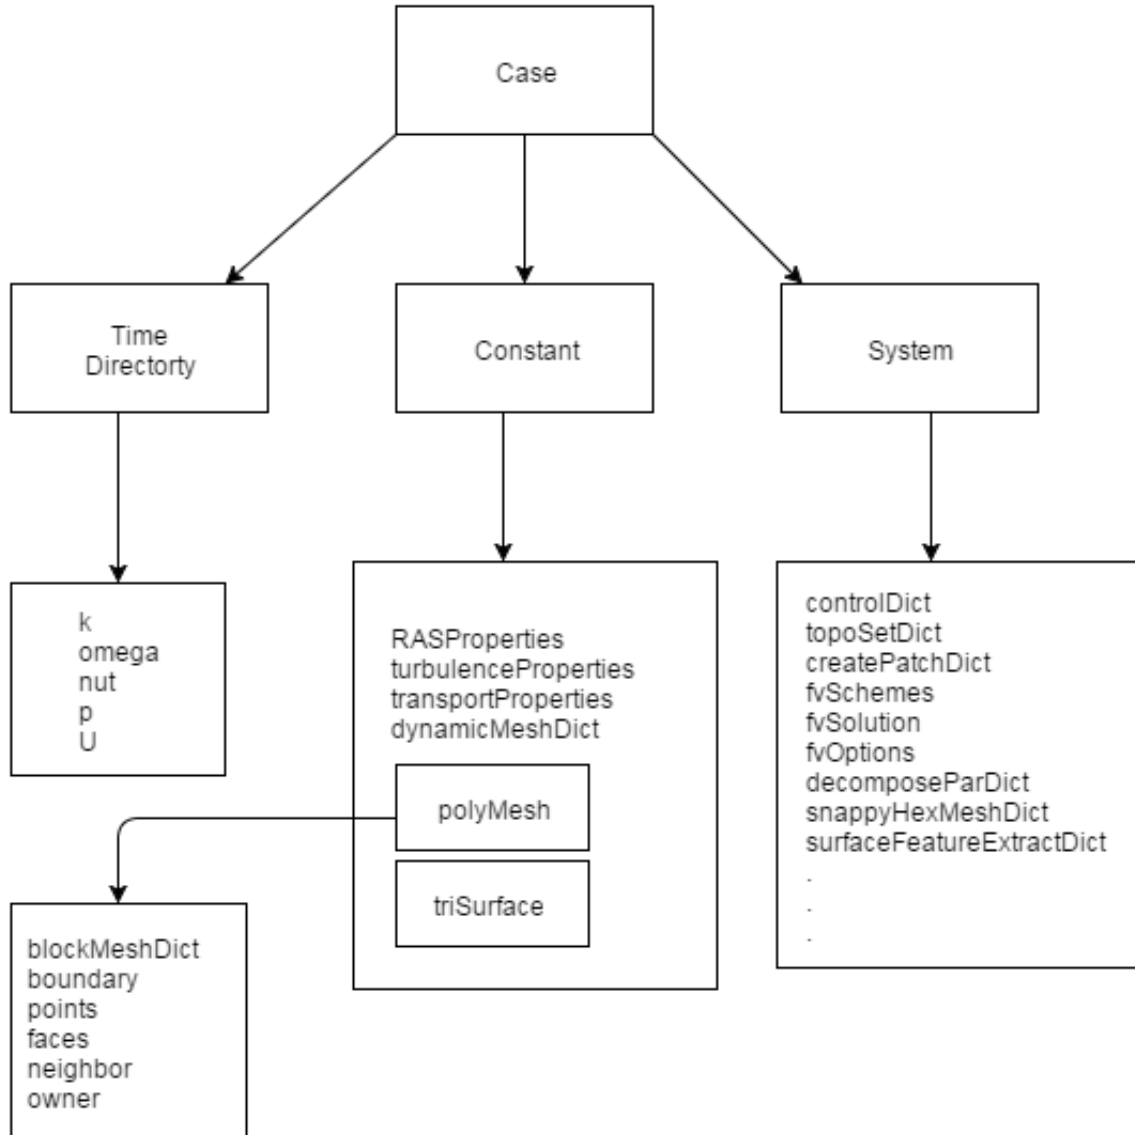 Case
Time
Directorty
Constant
System
k
omega
nut
p
U
RASProperties
turbulenceProperties
transportProperties
dynamicMeshDict
polyMesh
triSurface
controlDict
topoSetDict
createPatchDict
fvSchemes
fvSolution
fvOptions
decomposeParDict
snappyHexMeshDict
surfaceFeatureExtractDict
.
.
.
blockMeshDict
boundary
points
faces
neighbor
owner